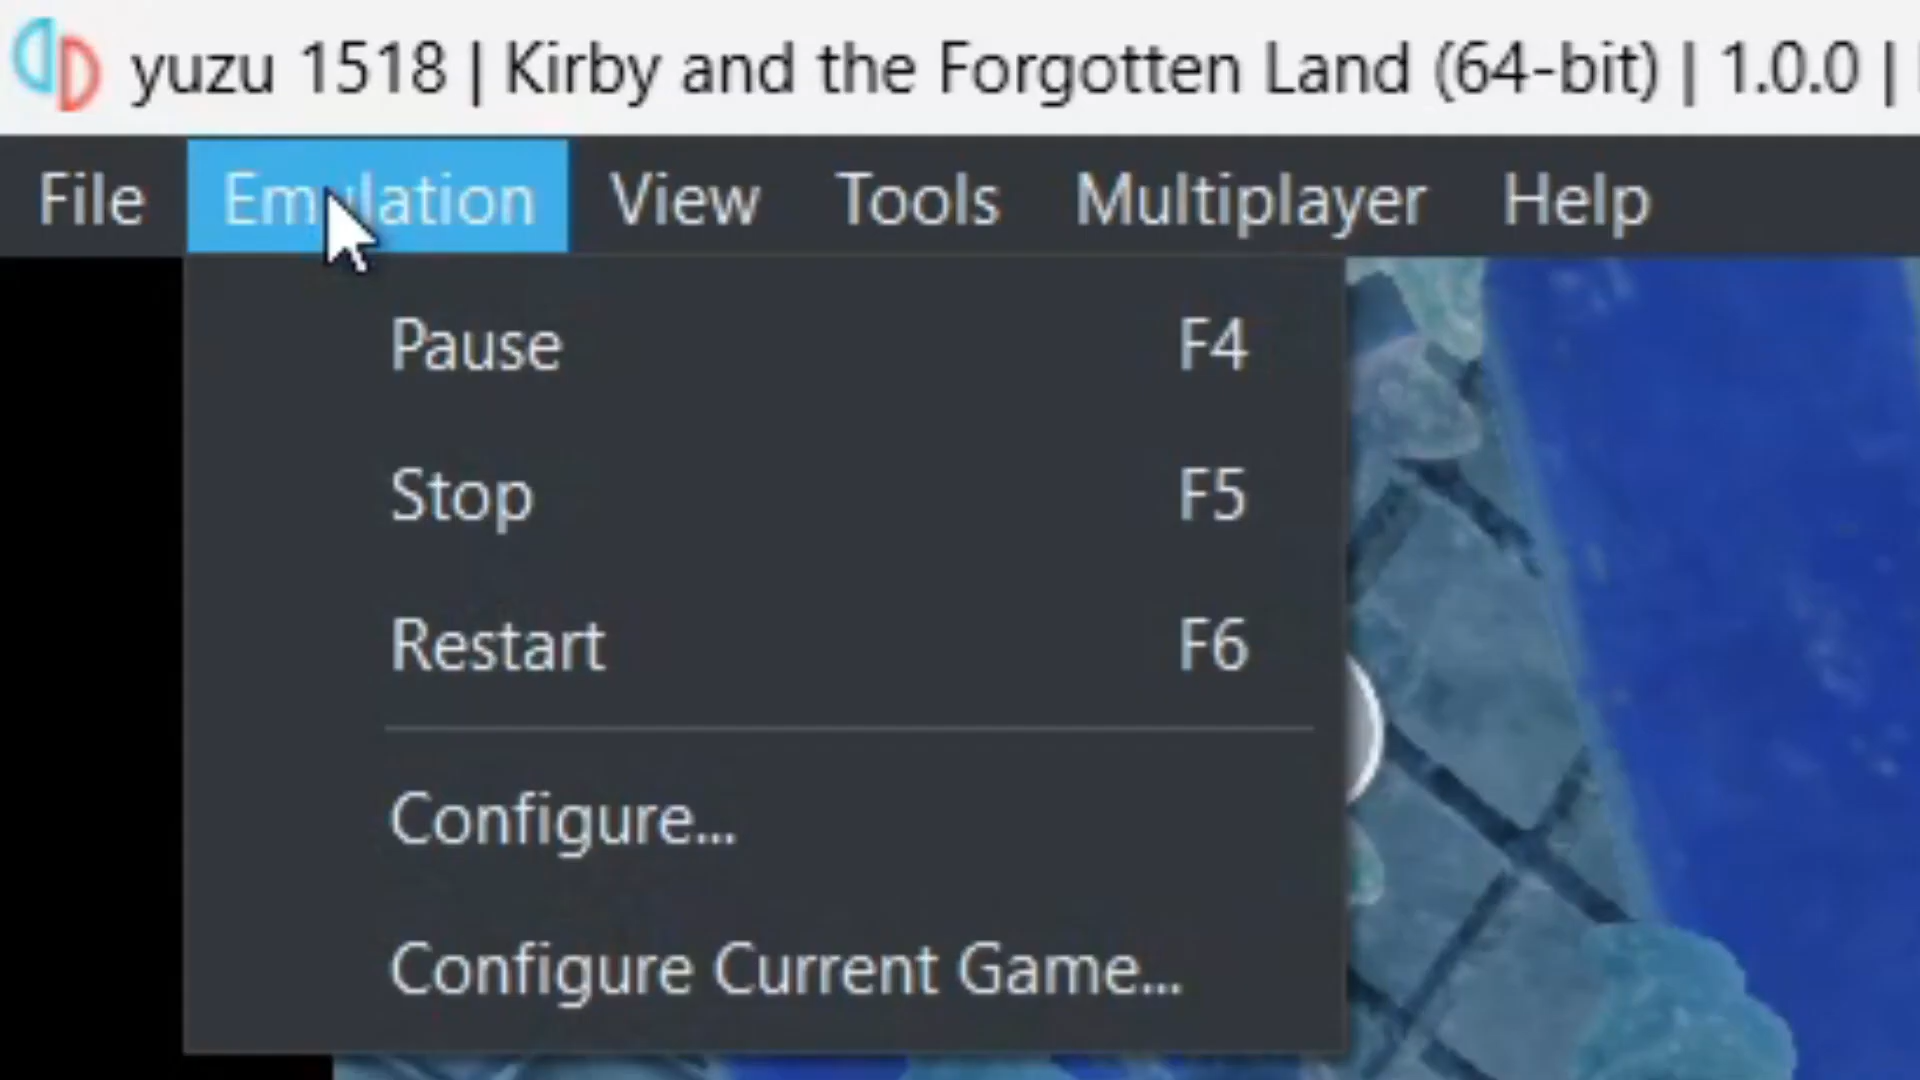 yuzu 1518 | Kirby and the Forgotten Land (64-bit) | 1.0.0 |
File Emulation View Tools Multiplayer Help
Pause F4
Stop F5
Restart F6
Configure...
Configure Current Game...